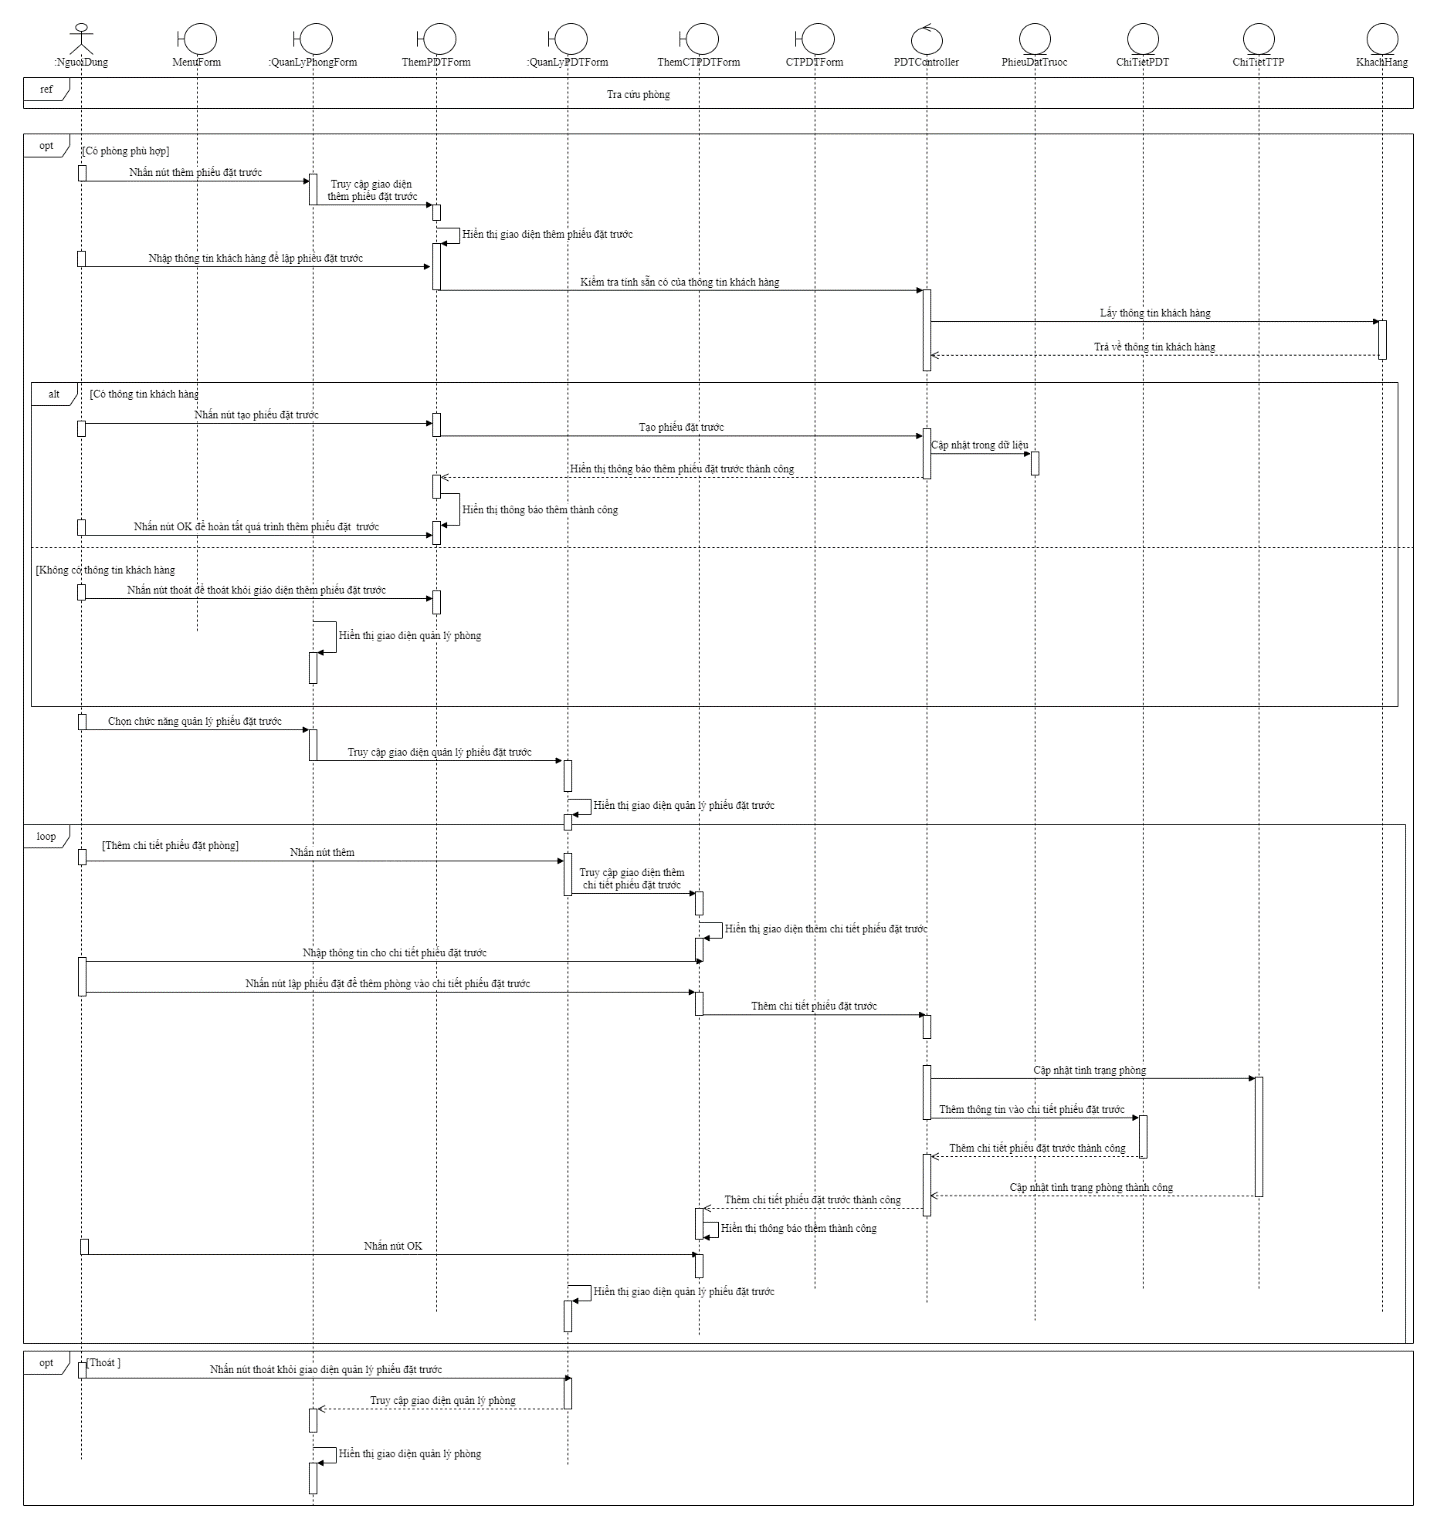 :NguoiDung
MenuForm
:QuanLyPhongForm
ThemPDTForm
:QuanLyPDTForm
ThemCTPDTForm
CTPDTForm
PDTController
PhieuDatTruoc
ChiTietPDT
ChiTietTTP
KhachHang
ref
Tra cứu phòng
opt
[Có phòng phù hợp]
Nhấn nút thêm phiếu đặt trước
Truy cập giao diện
thêm phiếu đặt trước
Hiển thị giao diện thêm phiếu đặt trước
Nhập thông tin khách hàng để lập phiếu đặt trước
Kiểm tra tính sẵn có của thông tin khách hàng
Lấy thông tin khách hàng
Trả về thông tin khách hàng
alt
[Có thông tin khách hàng
Nhấn nút tạo phiếu đặt trước
Tạo phiếu đặt trước
Cập nhật trong dữ liệu
Hiển thị thông báo thêm phiếu đặt trước thành công
Hiển thị thông báo thêm thành công
Nhấn nút OK để hoàn tất quá trình thêm phiếu đặt trước
[Không có thông tin khách hàng
Nhấn nút thoát để thoát khỏi giáo diện thêm phiếu đặt trước
Hiển thị giao diện quản lý phòng
Chọn chức năng quản lý phiếu đặt trước
Truy cập giao diện quản lý phiếu đặt trước
Hiển thị giao diện quản lý phiếu đặt trước
loop
[Thêm chi tiết phiếu đặt phòng]
Nhấn nút thêm
Truy cập giao diện thêm
chi tiết phiếu đặt trước
Hiển thị giao diện thêm chi tiết phiếu đặt trước
Nhập thông tin cho chi tiết phiếu đặt trước
Nhấn nút lập phiếu đặt để thêm phòng vào chi tiết phiếu đặt trước
Thêm chi tiết phiếu đặt trước
Cập nhật tình trạng phòng
Thêm thông tin vào chi tiết phiếu đặt trước
Thêm chi tiết phiếu đặt trước thành công
Cập nhật tình trạng phòng thành công
Thêm chi tiết phiếu đặt trước thành công
Hiển thị thông báo thêm thành công
Nhấn nút OK
Hiển thị giao diện quản lý phiếu đặt trước
opt
[Thoát ]
Nhấn nút thoát khỏi giao diện quản lý phiếu đặt trước
Truy cập giao diện quản lý phòng
Hiển thị giao diện quản lý phòng